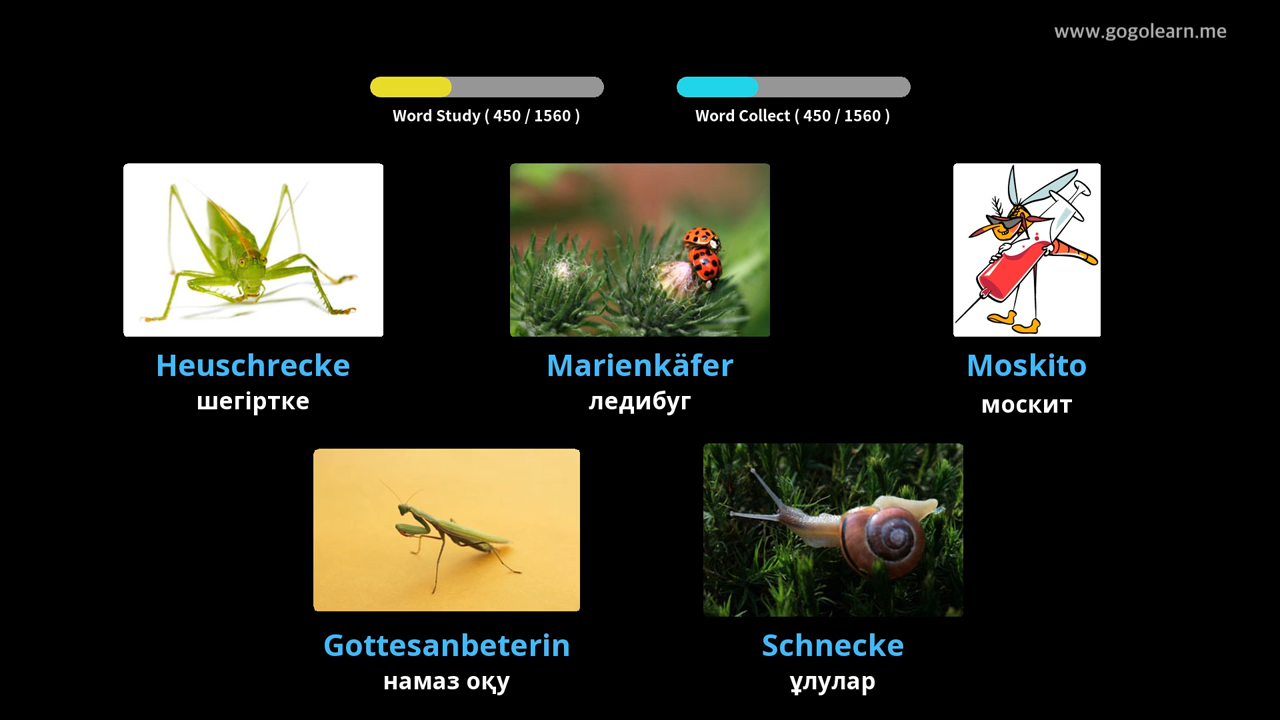 www.gogolearn.me
Word Study ( 450 / 1560 )
Word Collect ( 450 / 1560 )
Heuschrecke
шегіртке
Marienkäfer
ледибуг
Moskito
москит
Gottesanbeterin
намаз оқу
Schnecke
ұлулар